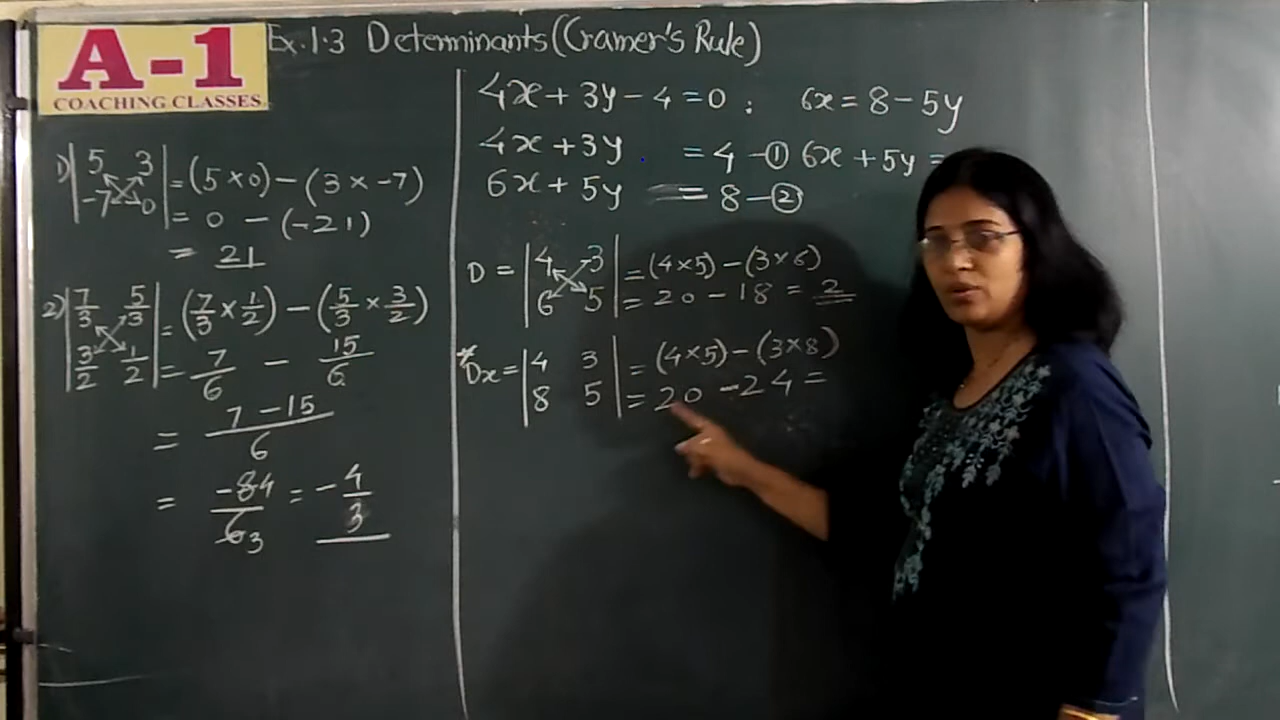 A-1
COACHING CLASSES
Ex. 1.3 Determinants (Cramer's Rule)
1) | 5 3 | = (5 × 0) - (3 × -7)
| -7 0 | = 0 - (-21)
= 21
2) | 7/3 5/3 | = (7/3 × 1/2) - (5/3 × 3/2)
| 3/2 1/2 | = 7/6 - 15/6
= 7 - 15 / 6
= -8 4 / 6 3 = - 4/3
4x + 3y - 4 = 0 ; 6x = 8 - 5y
4x + 3y = 4 - ① 6x + 5y =
6x + 5y = 8 - ②
D = | 4 3 | = (4×5) - (3×6)
| 6 5 | = 20 - 18 = 2
* Dx = | 4 3 | = (4×5) - (3×8)
| 8 5 | = 20 - 24 =